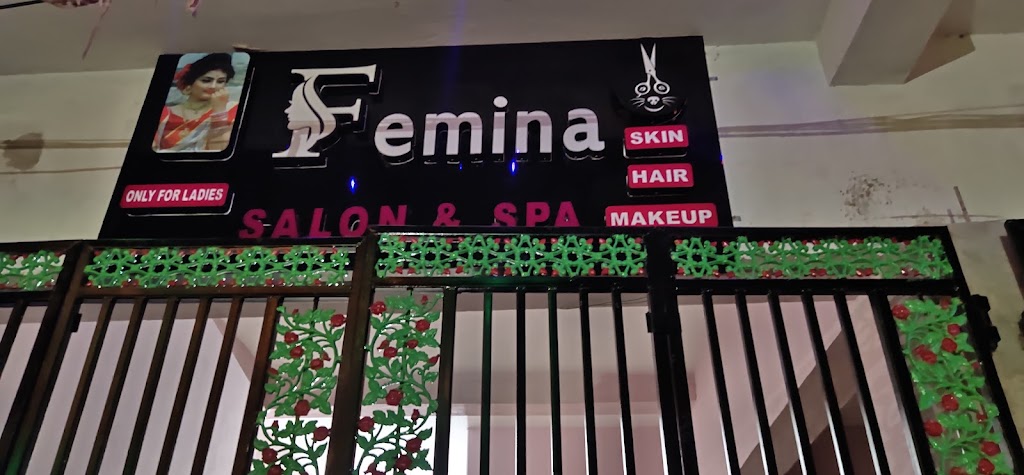 Femina
ONLY FOR LADIES
SALON & SPA
SKIN
HAIR
MAKEUP